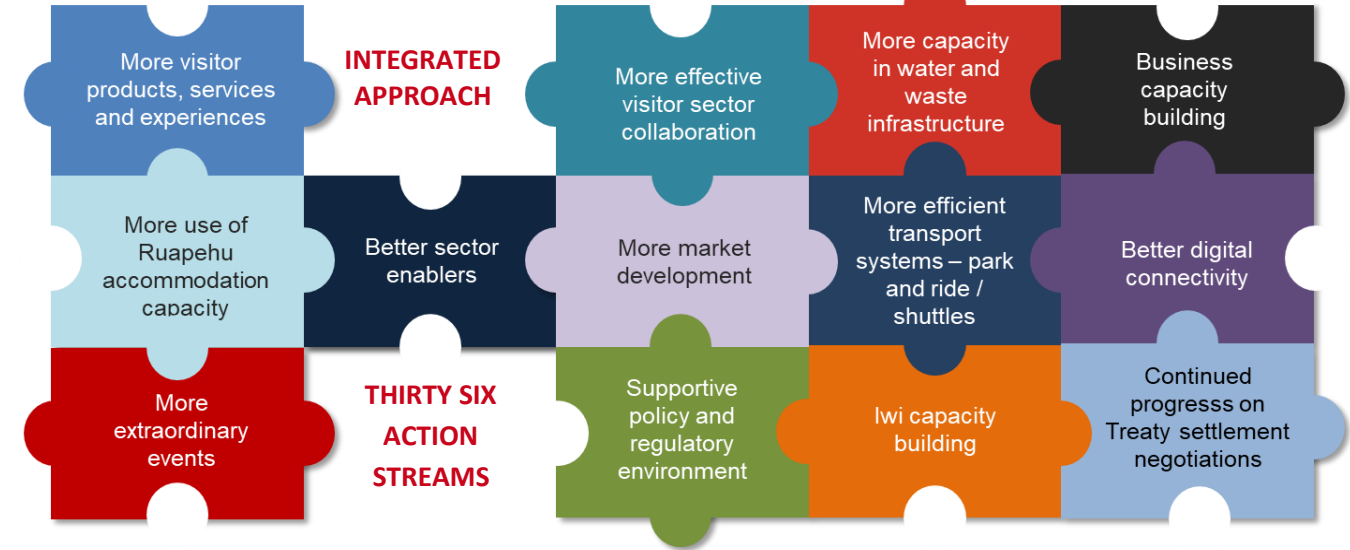 More visitor
products, services
and experiences
INTEGRATED
APPROACH
More effective
visitor sector
collaboration
More capacity
in water and
waste
infrastructure
Business
capacity
building
More use of
Ruapehu
accommodation
capacity
Better sector
enablers
More market
development
More efficient
transport
systems – park
and ride /
shuttles
Better digital
connectivity
More
extraordinary
events
THIRTY SIX
ACTION
STREAMS
Supportive
policy and
regulatory
environment
Iwi capacity
building
Continued
progresss on
Treaty settlement
negotiations